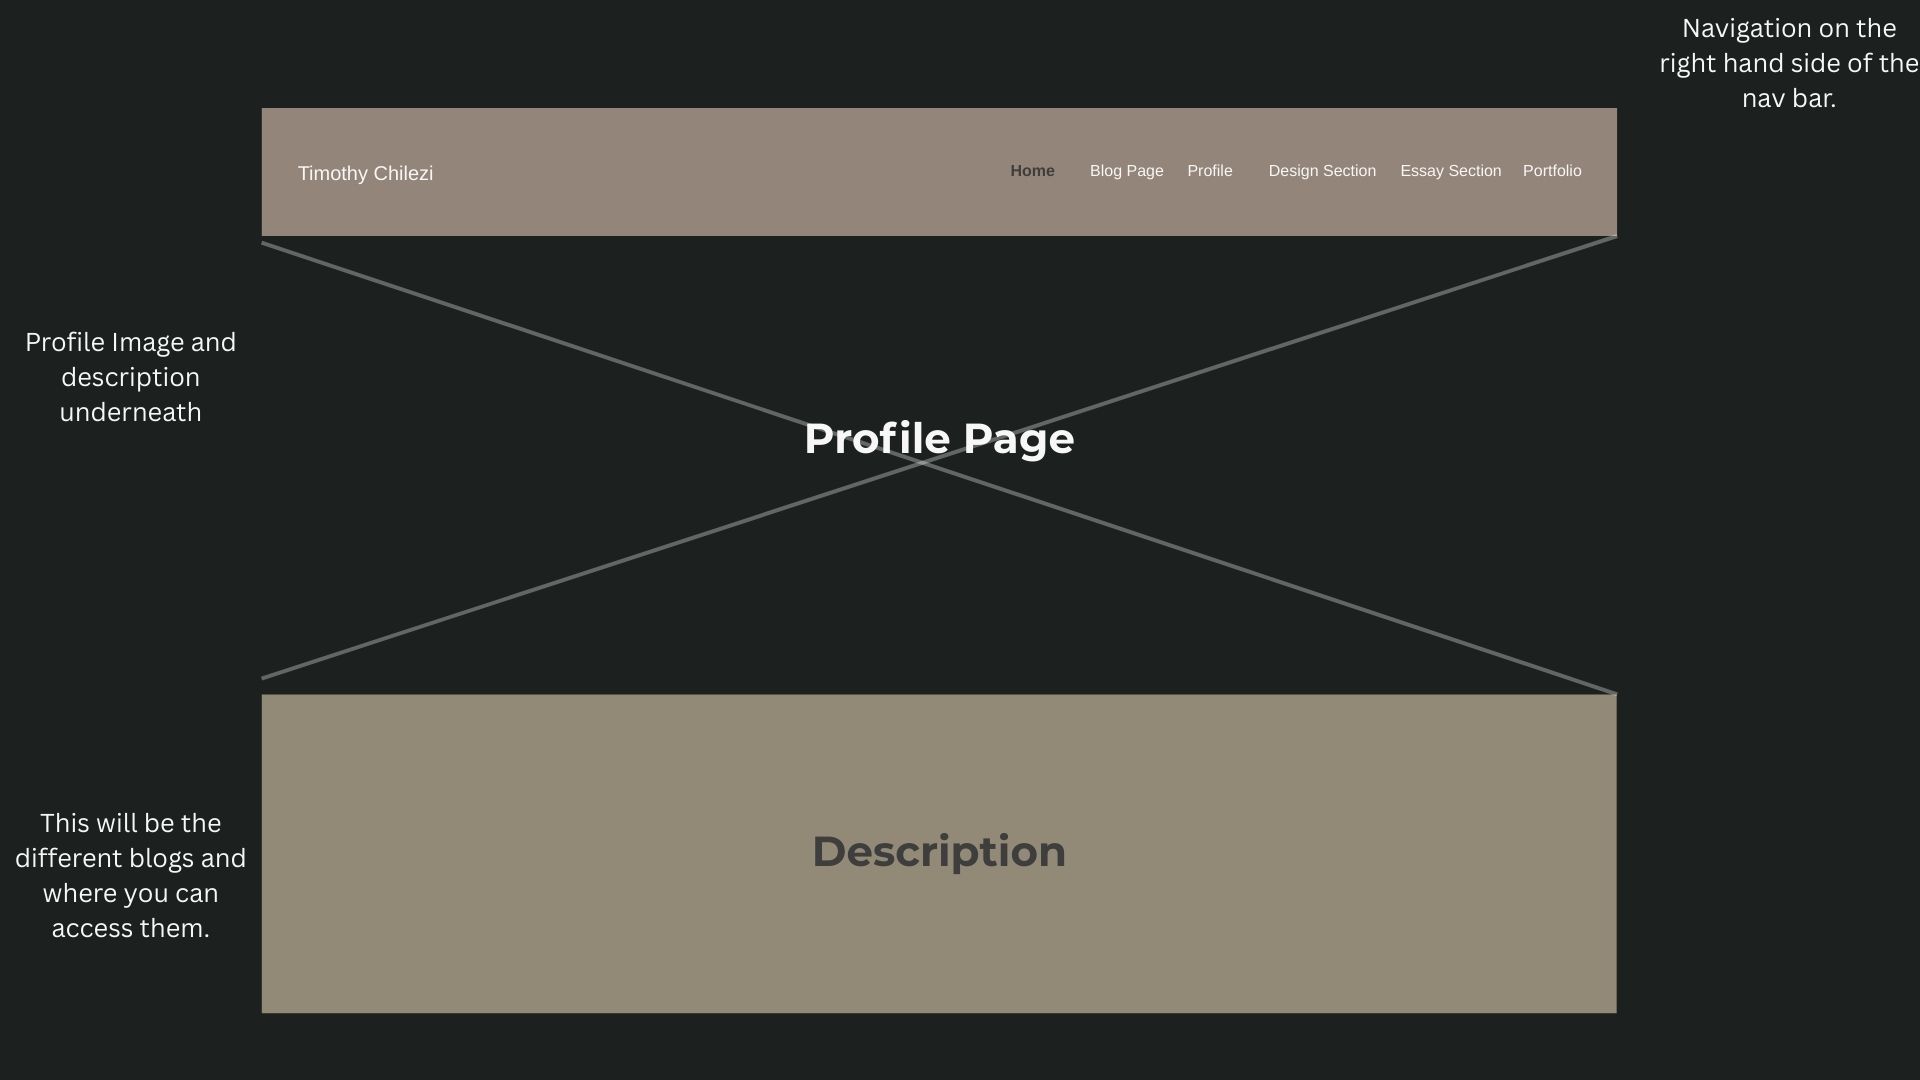 Navigation on the
right hand side of the
nav bar.
Timothy Chilezi
Home Blog Page Profile Design Section Essay Section Portfolio
Profile Image and
description
underneath
Profile Page
This will be the
different blogs and
where you can
access them.
Description